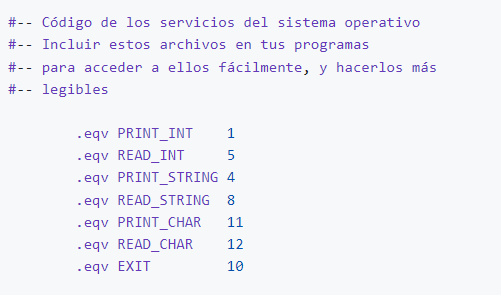 #-- Código de los servicios del sistema operativo
#-- Incluir estos archivos en tus programas
#-- para acceder a ellos fácilmente, y hacerlos más
#-- legibles
.eqv PRINT_INT 1
.eqv READ_INT 5
.eqv PRINT_STRING 4
.eqv READ_STRING 8
.eqv PRINT_CHAR 11
.eqv READ_CHAR 12
.eqv EXIT 10